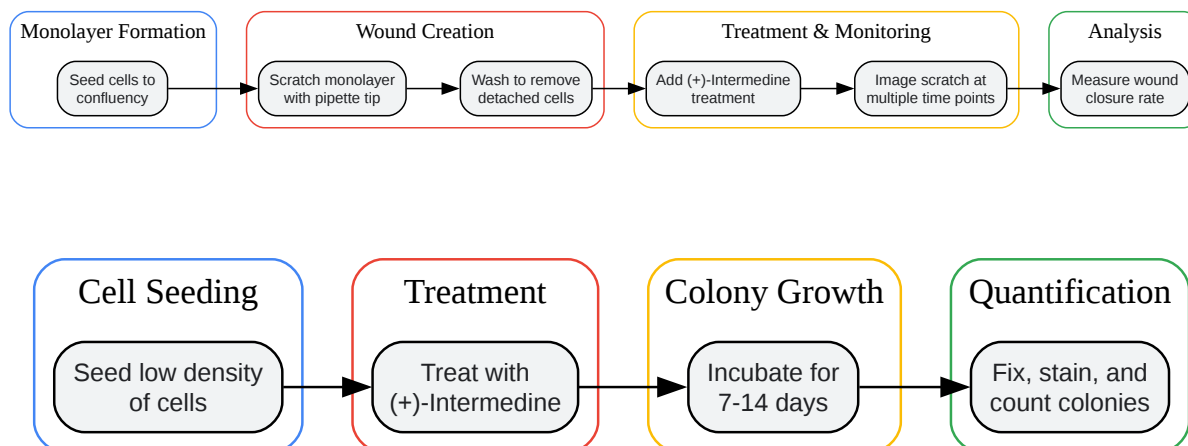 Monolayer Formation
Wound Creation
Treatment & Monitoring
Analysis
Seed cells to
confluency
Scratch monolayer
with pipette tip
Wash to remove
detached cells
Add (+)-Intermedine
treatment
Image scratch at
multiple time points
Measure wound
closure rate
Cell Seeding
Treatment
Colony Growth
Quantification
Seed low density
of cells
Treat with
(+)-Intermedine
Incubate for
7-14 days
Fix, stain, and
count colonies